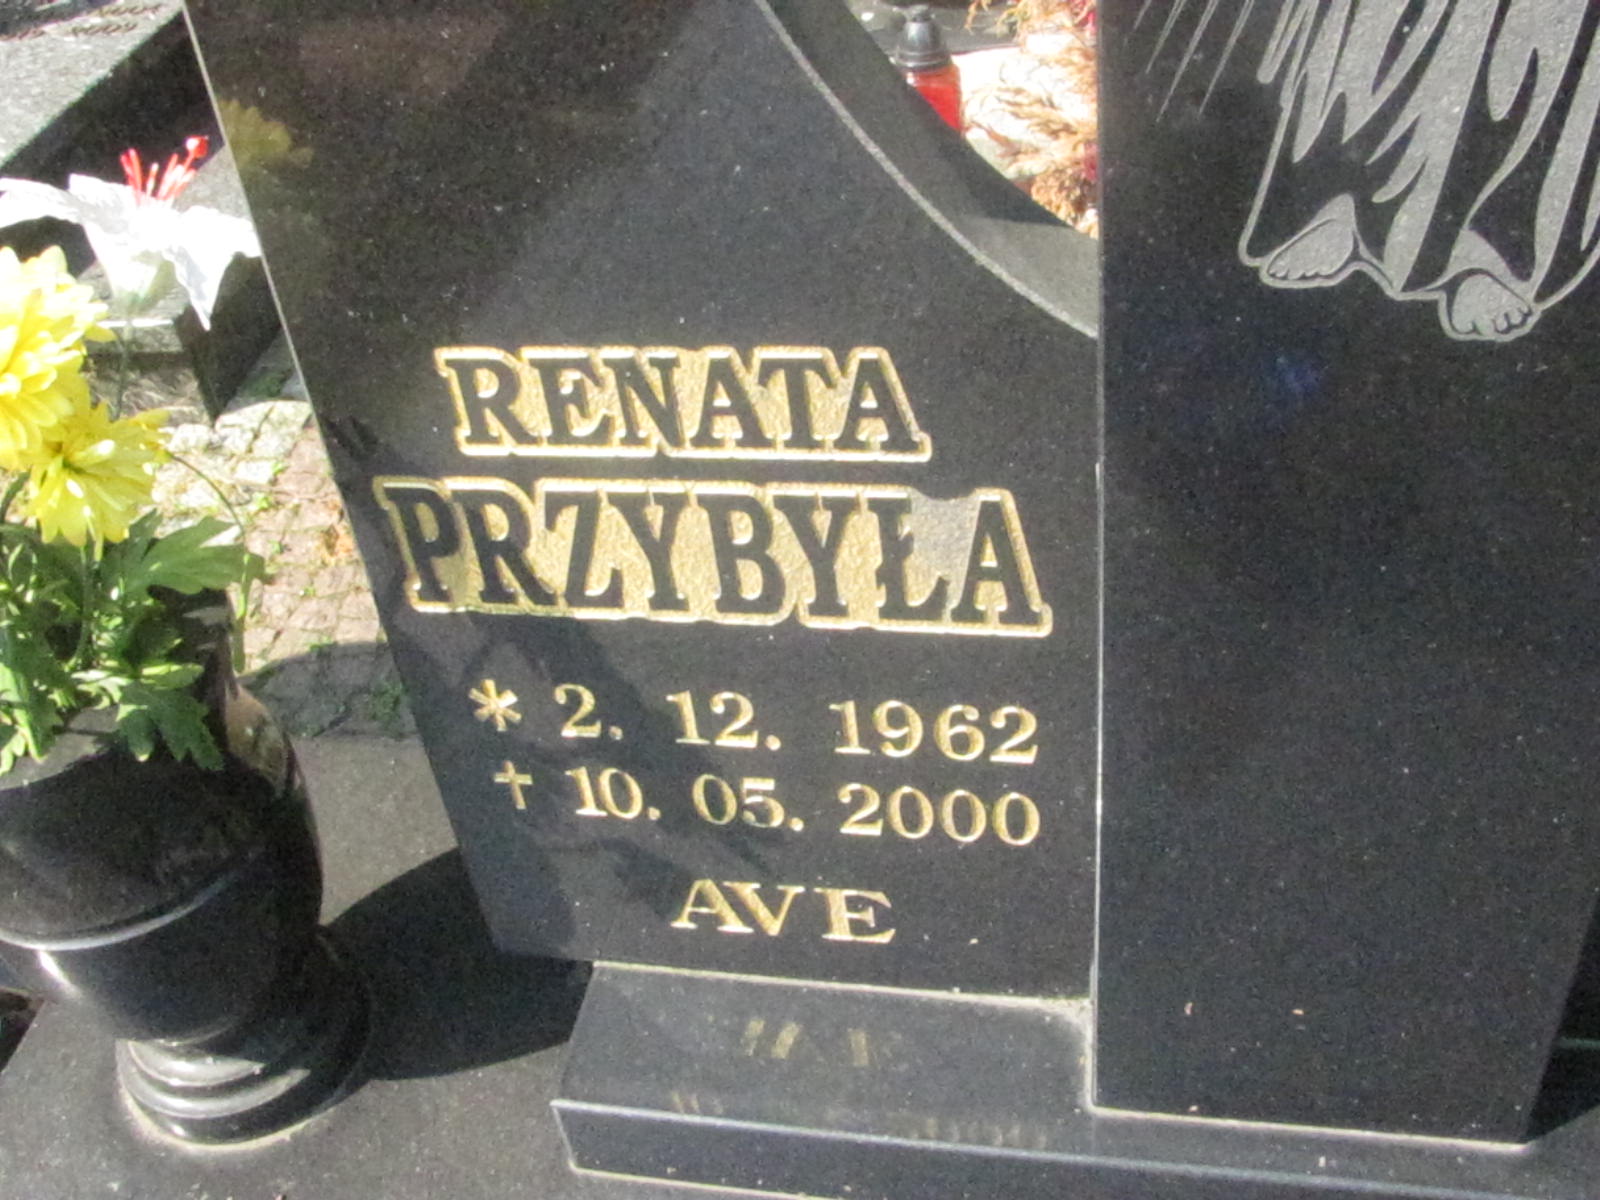 RENATA
PRZYBYŁA
* 2. 12. 1962
† 10. 05. 2000
AVE